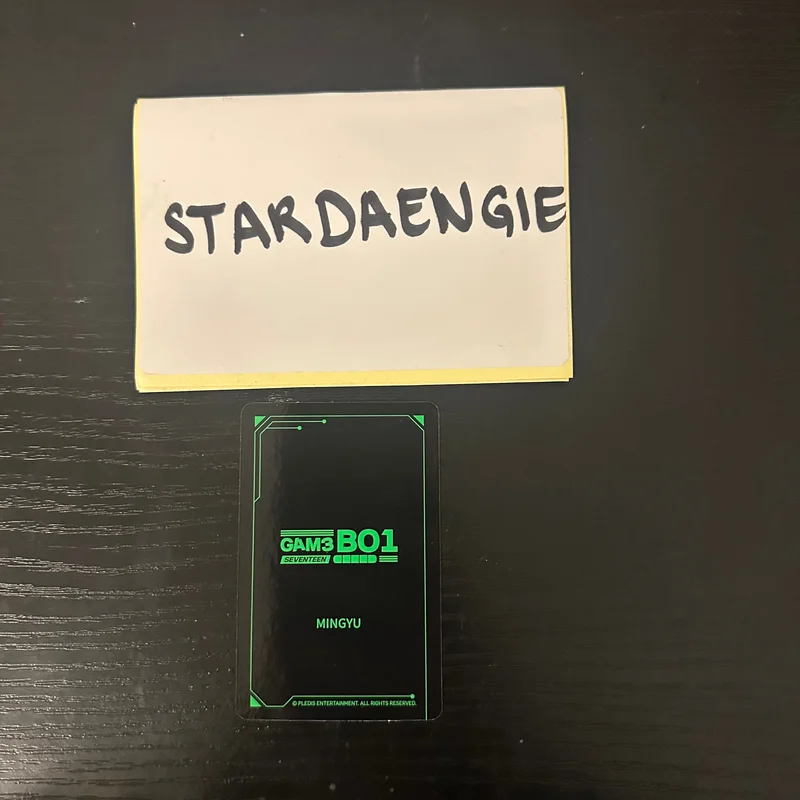 STARDAENGIE
GAM3 BO1
SEVENTEEN
MINGYU
© PLEDIS ENTERTAINMENT. ALL RIGHTS RESERVED.